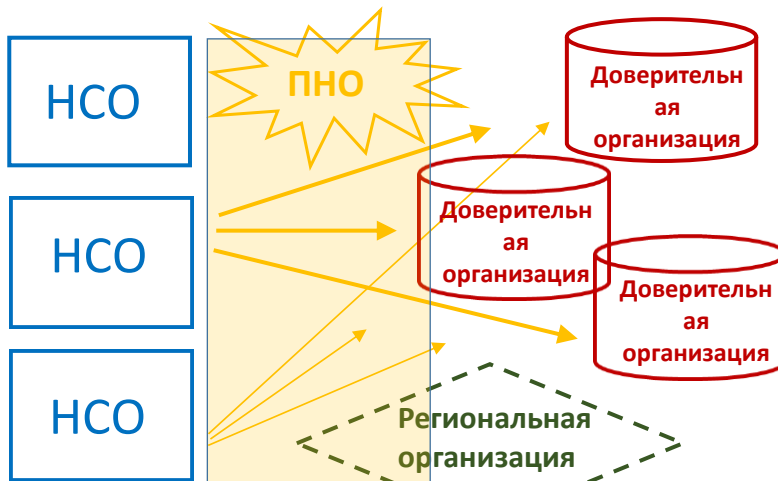 НСО
НСО
НСО
ПНО
Доверительн
ая
организация
Доверительн
ая
организация
Доверительн
ая
организация
Региональная
организация